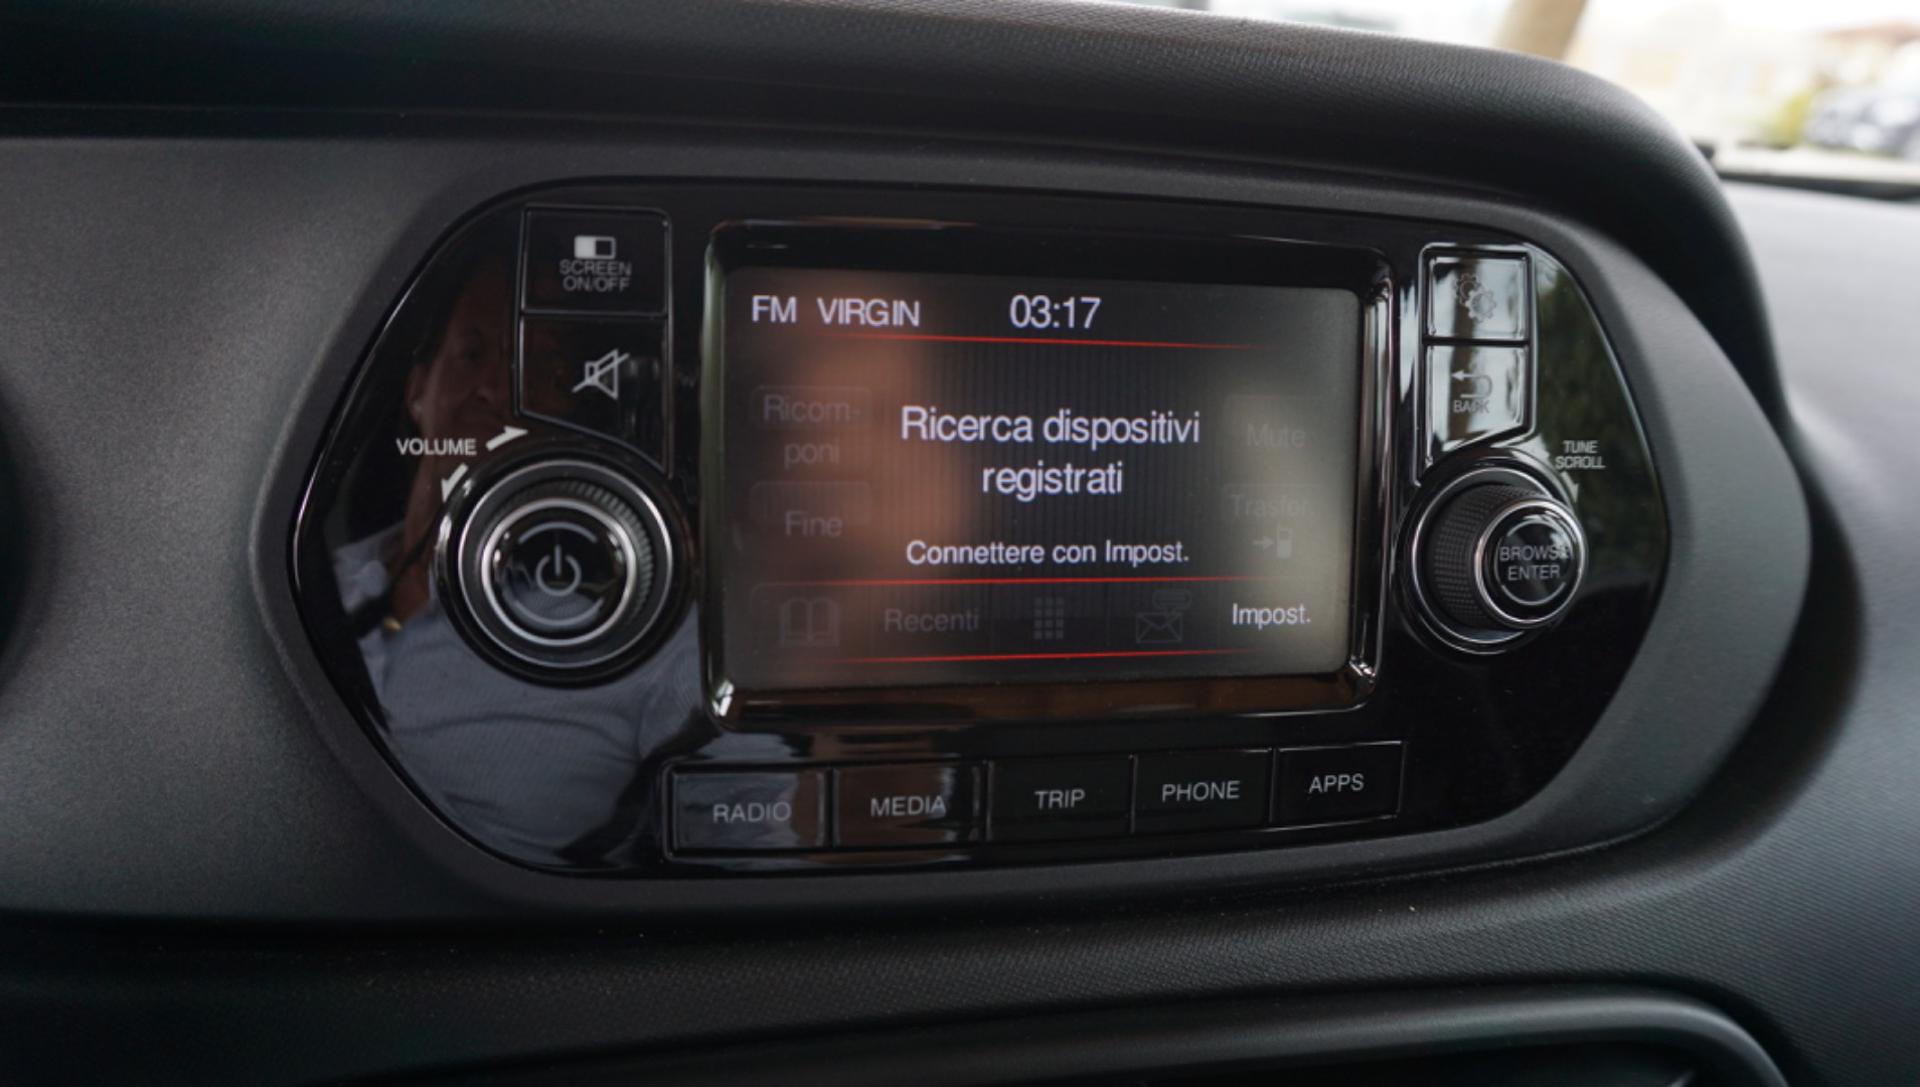 SCREEN
ON/OFF
VOLUME
FM VIRGIN 03:17
Ricom-
poni
Fine
Ricerca dispositivi
registrati
Connettere con Impost.
Mute
Trasfer.
Recenti
Impost.
BACK
TUNE
SCROLL
BROWSE
ENTER
RADIO
MEDIA
TRIP
PHONE
APPS